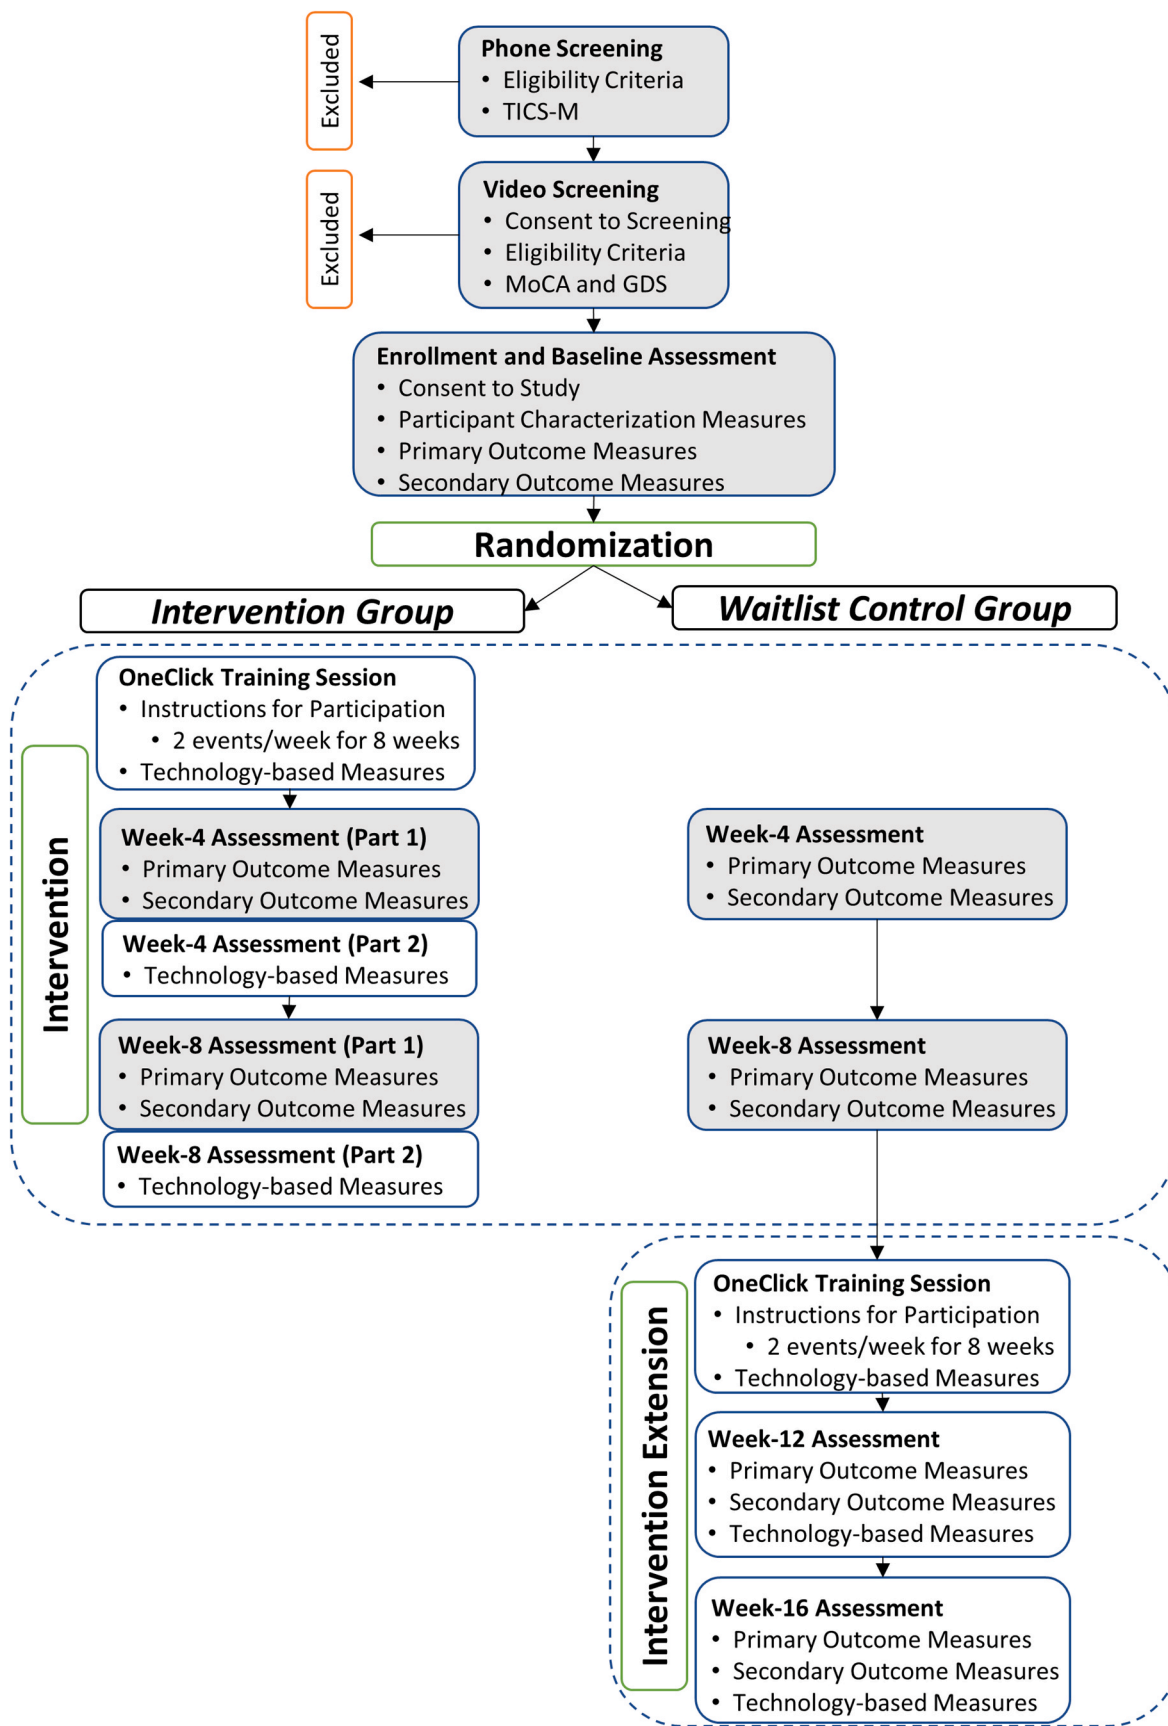 Excluded
Phone Screening
• Eligibility Criteria
• TICS-M
Excluded
Video Screening
• Consent to Screening
• Eligibility Criteria
• MoCA and GDS
Enrollment and Baseline Assessment
• Consent to Study
• Participant Characterization Measures
• Primary Outcome Measures
• Secondary Outcome Measures
Randomization
Intervention Group
Waitlist Control Group
Intervention
OneClick Training Session
• Instructions for Participation
• 2 events/week for 8 weeks
• Technology-based Measures
Week-4 Assessment (Part 1)
• Primary Outcome Measures
• Secondary Outcome Measures
Week-4 Assessment (Part 2)
• Technology-based Measures
Week-8 Assessment (Part 1)
• Primary Outcome Measures
• Secondary Outcome Measures
Week-8 Assessment (Part 2)
• Technology-based Measures
Week-4 Assessment
• Primary Outcome Measures
• Secondary Outcome Measures
Week-8 Assessment
• Primary Outcome Measures
• Secondary Outcome Measures
Intervention Extension
OneClick Training Session
• Instructions for Participation
• 2 events/week for 8 weeks
• Technology-based Measures
Week-12 Assessment
• Primary Outcome Measures
• Secondary Outcome Measures
• Technology-based Measures
Week-16 Assessment
• Primary Outcome Measures
• Secondary Outcome Measures
• Technology-based Measures